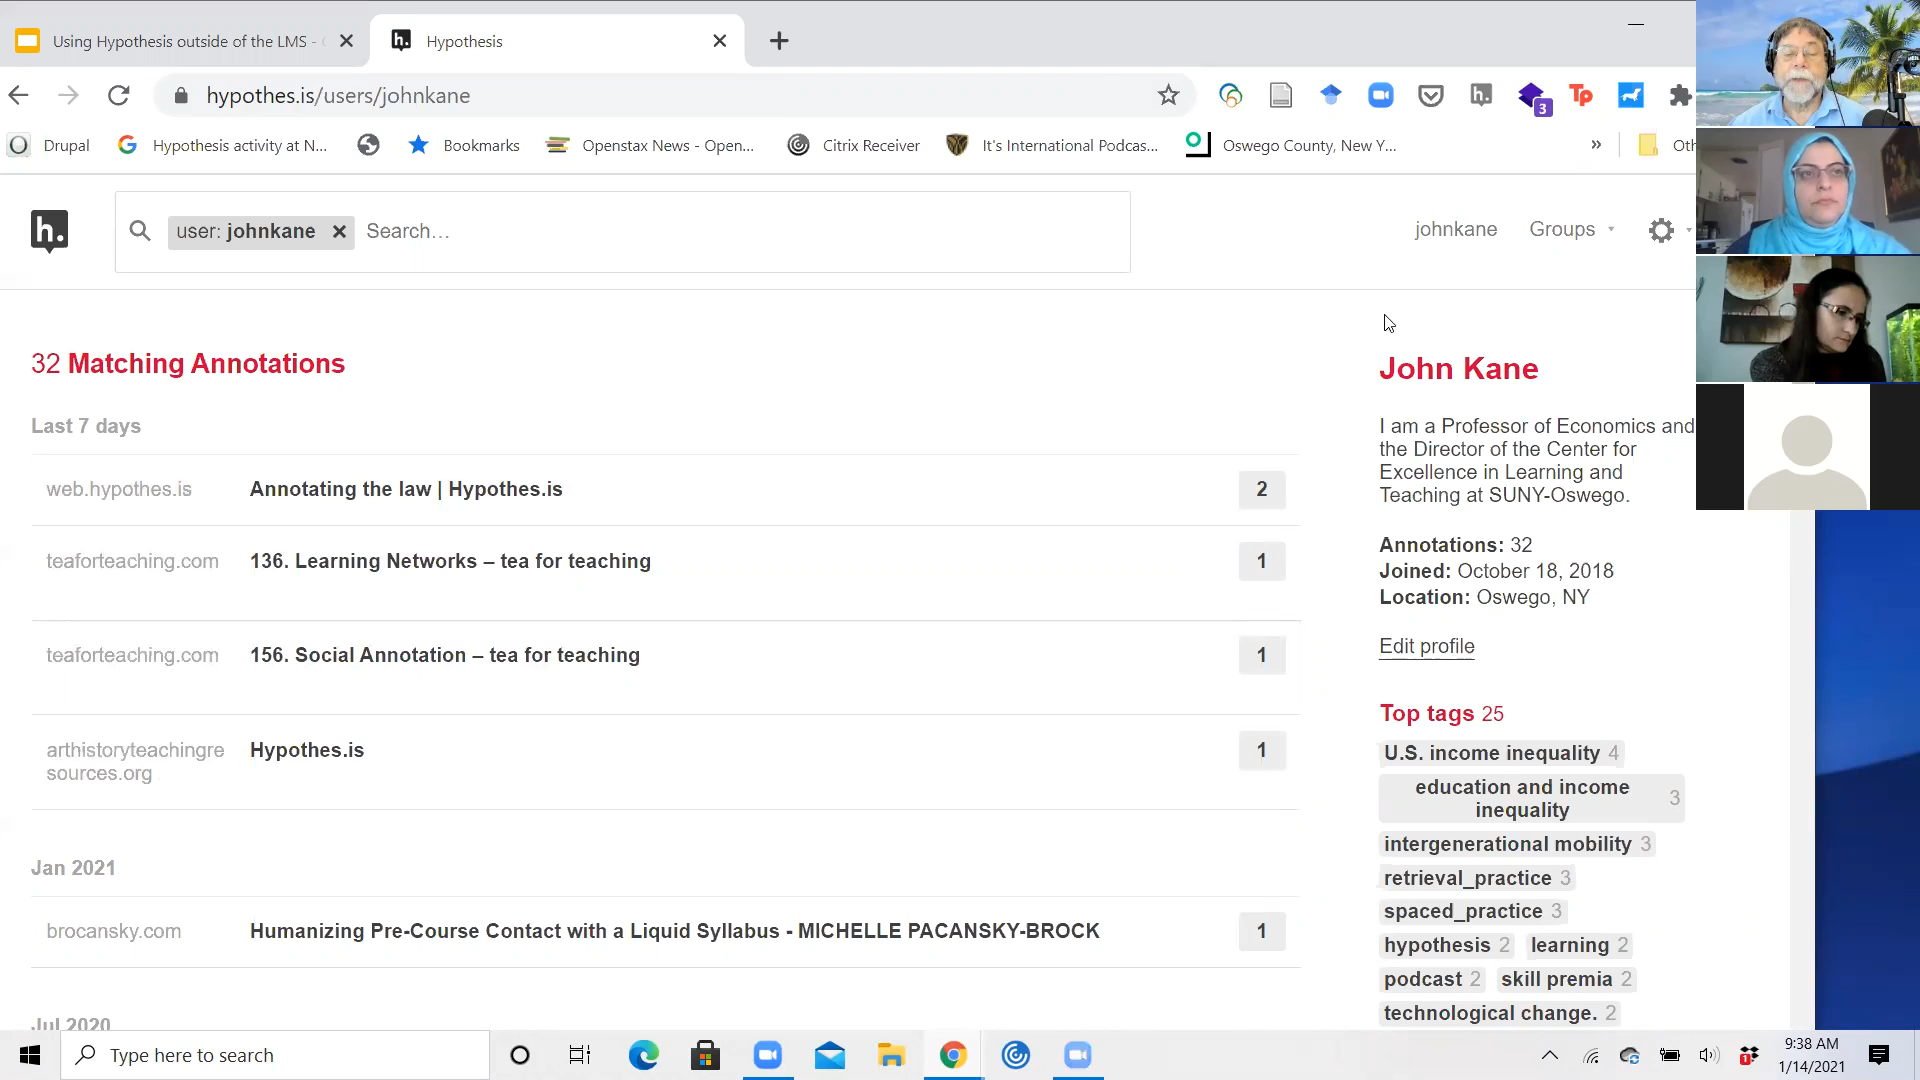 Using Hypothesis outside of the LMS -
Hypothesis
hypothes.is/users/johnkane
3
Tp
h.
Drupal
Hypothesis activity at N...
Bookmarks
Openstax News - Open...
Citrix Receiver
It's International Podcas...
Oswego County, New Y...
»
Oth
h.
user: johnkane
Search...
johnkane
Groups
32 Matching Annotations
Last 7 days
web.hypothes.is
Annotating the law | Hypothes.is
2
teaforteaching.com
136. Learning Networks – tea for teaching
1
teaforteaching.com
156. Social Annotation – tea for teaching
1
arthistoryteachingre
sources.org
Hypothes.is
1
Jan 2021
brocansky.com
Humanizing Pre-Course Contact with a Liquid Syllabus - MICHELLE PACANSKY-BROCK
1
Jul 2020
John Kane
I am a Professor of Economics and
the Director of the Center for
Excellence in Learning and
Teaching at SUNY-Oswego.
Annotations: 32
Joined: October 18, 2018
Location: Oswego, NY
Edit profile
Top tags 25
U.S. income inequality 4
education and income
inequality 3
intergenerational mobility 3
retrieval_practice 3
spaced_practice 3
hypothesis 2 learning 2
podcast 2 skill premia 2
technological change. 2
Type here to search
1
9:38 AM
1/14/2021